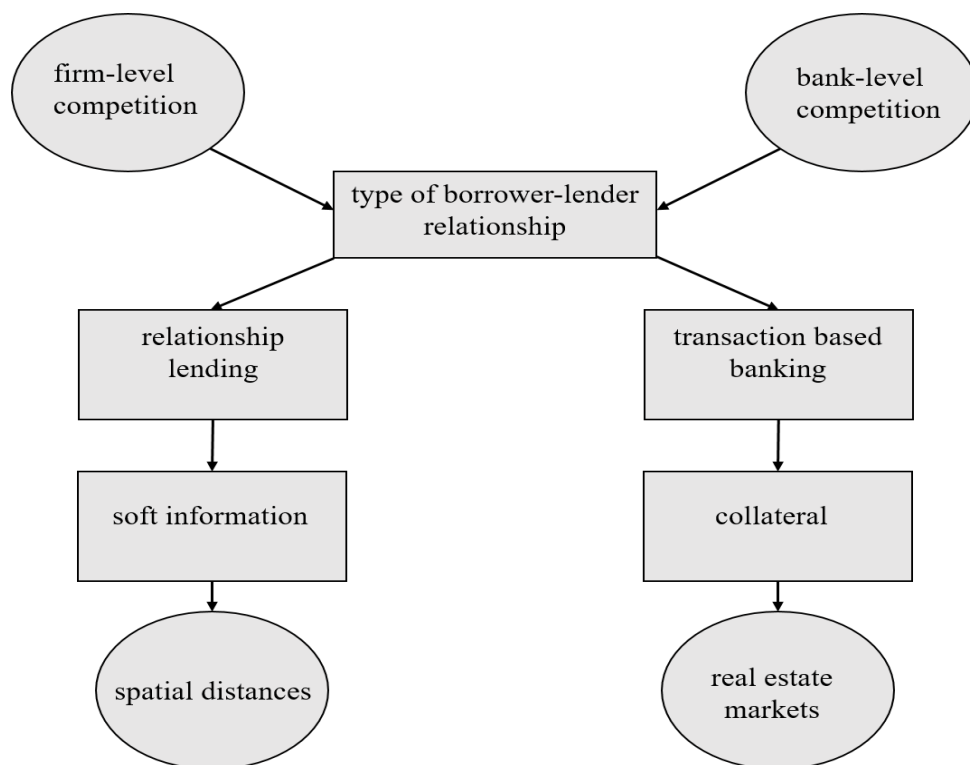 firm-level
competition
bank-level
competition
type of borrower-lender
relationship
relationship
lending
transaction based
banking
soft information
collateral
spatial distances
real estate
markets